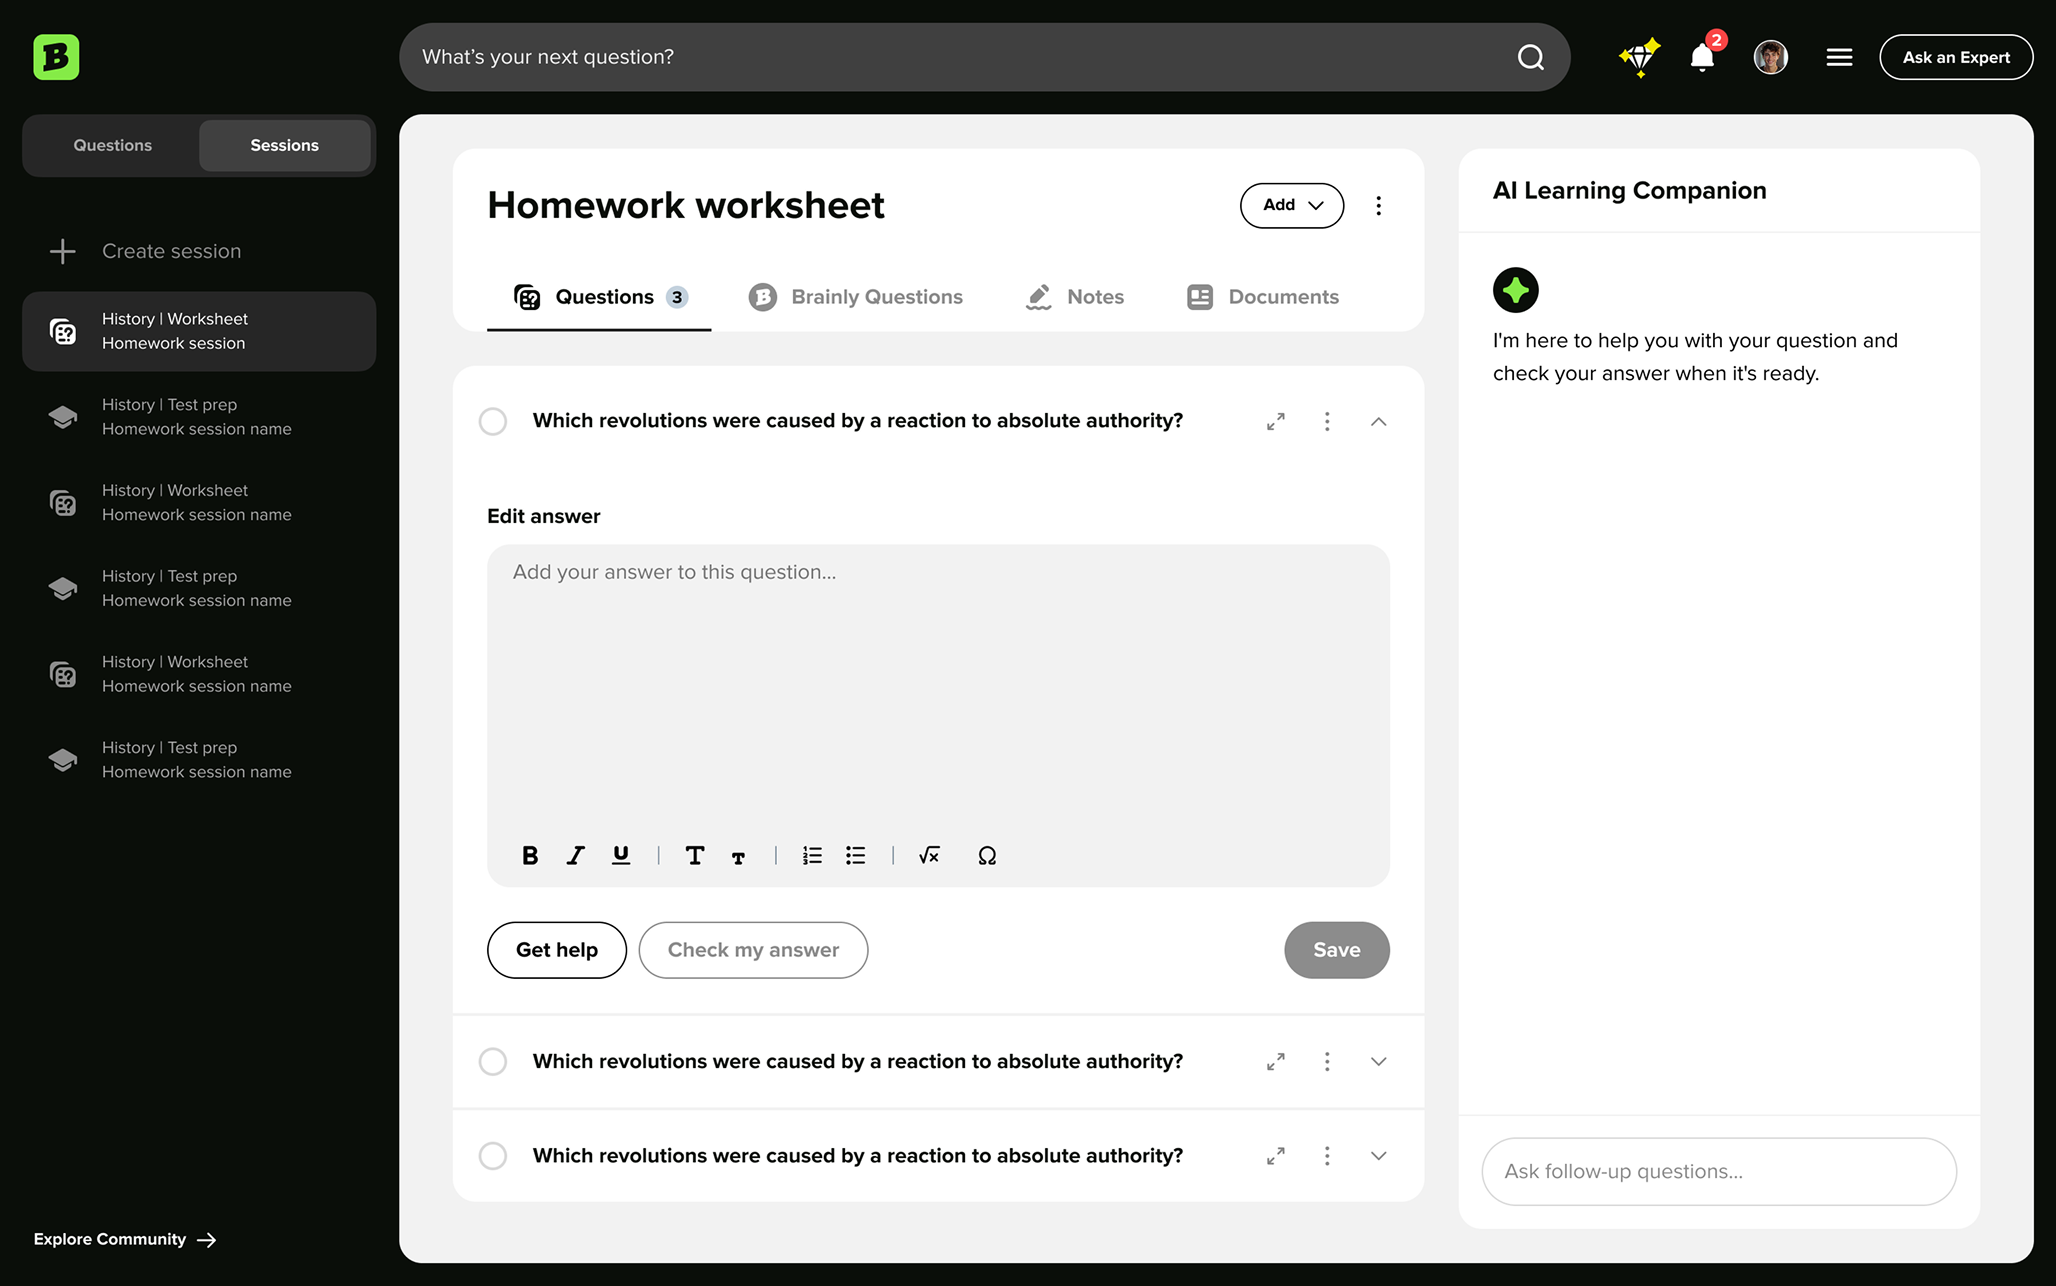 B
What's your next question?
2
Ask an Expert
Questions
Sessions
Create session
History | Worksheet
Homework session
History | Test prep
Homework session name
History | Worksheet
Homework session name
History | Test prep
Homework session name
History | Worksheet
Homework session name
History | Test prep
Homework session name
Explore Community
Homework worksheet
Add
Questions 3
Brainly Questions
Notes
Documents
Which revolutions were caused by a reaction to absolute authority?
Edit answer
Add your answer to this question...
B I U T T √x Ω
Get help
Check my answer
Save
Which revolutions were caused by a reaction to absolute authority?
Which revolutions were caused by a reaction to absolute authority?
AI Learning Companion
I'm here to help you with your question and
check your answer when it's ready.
Ask follow-up questions...